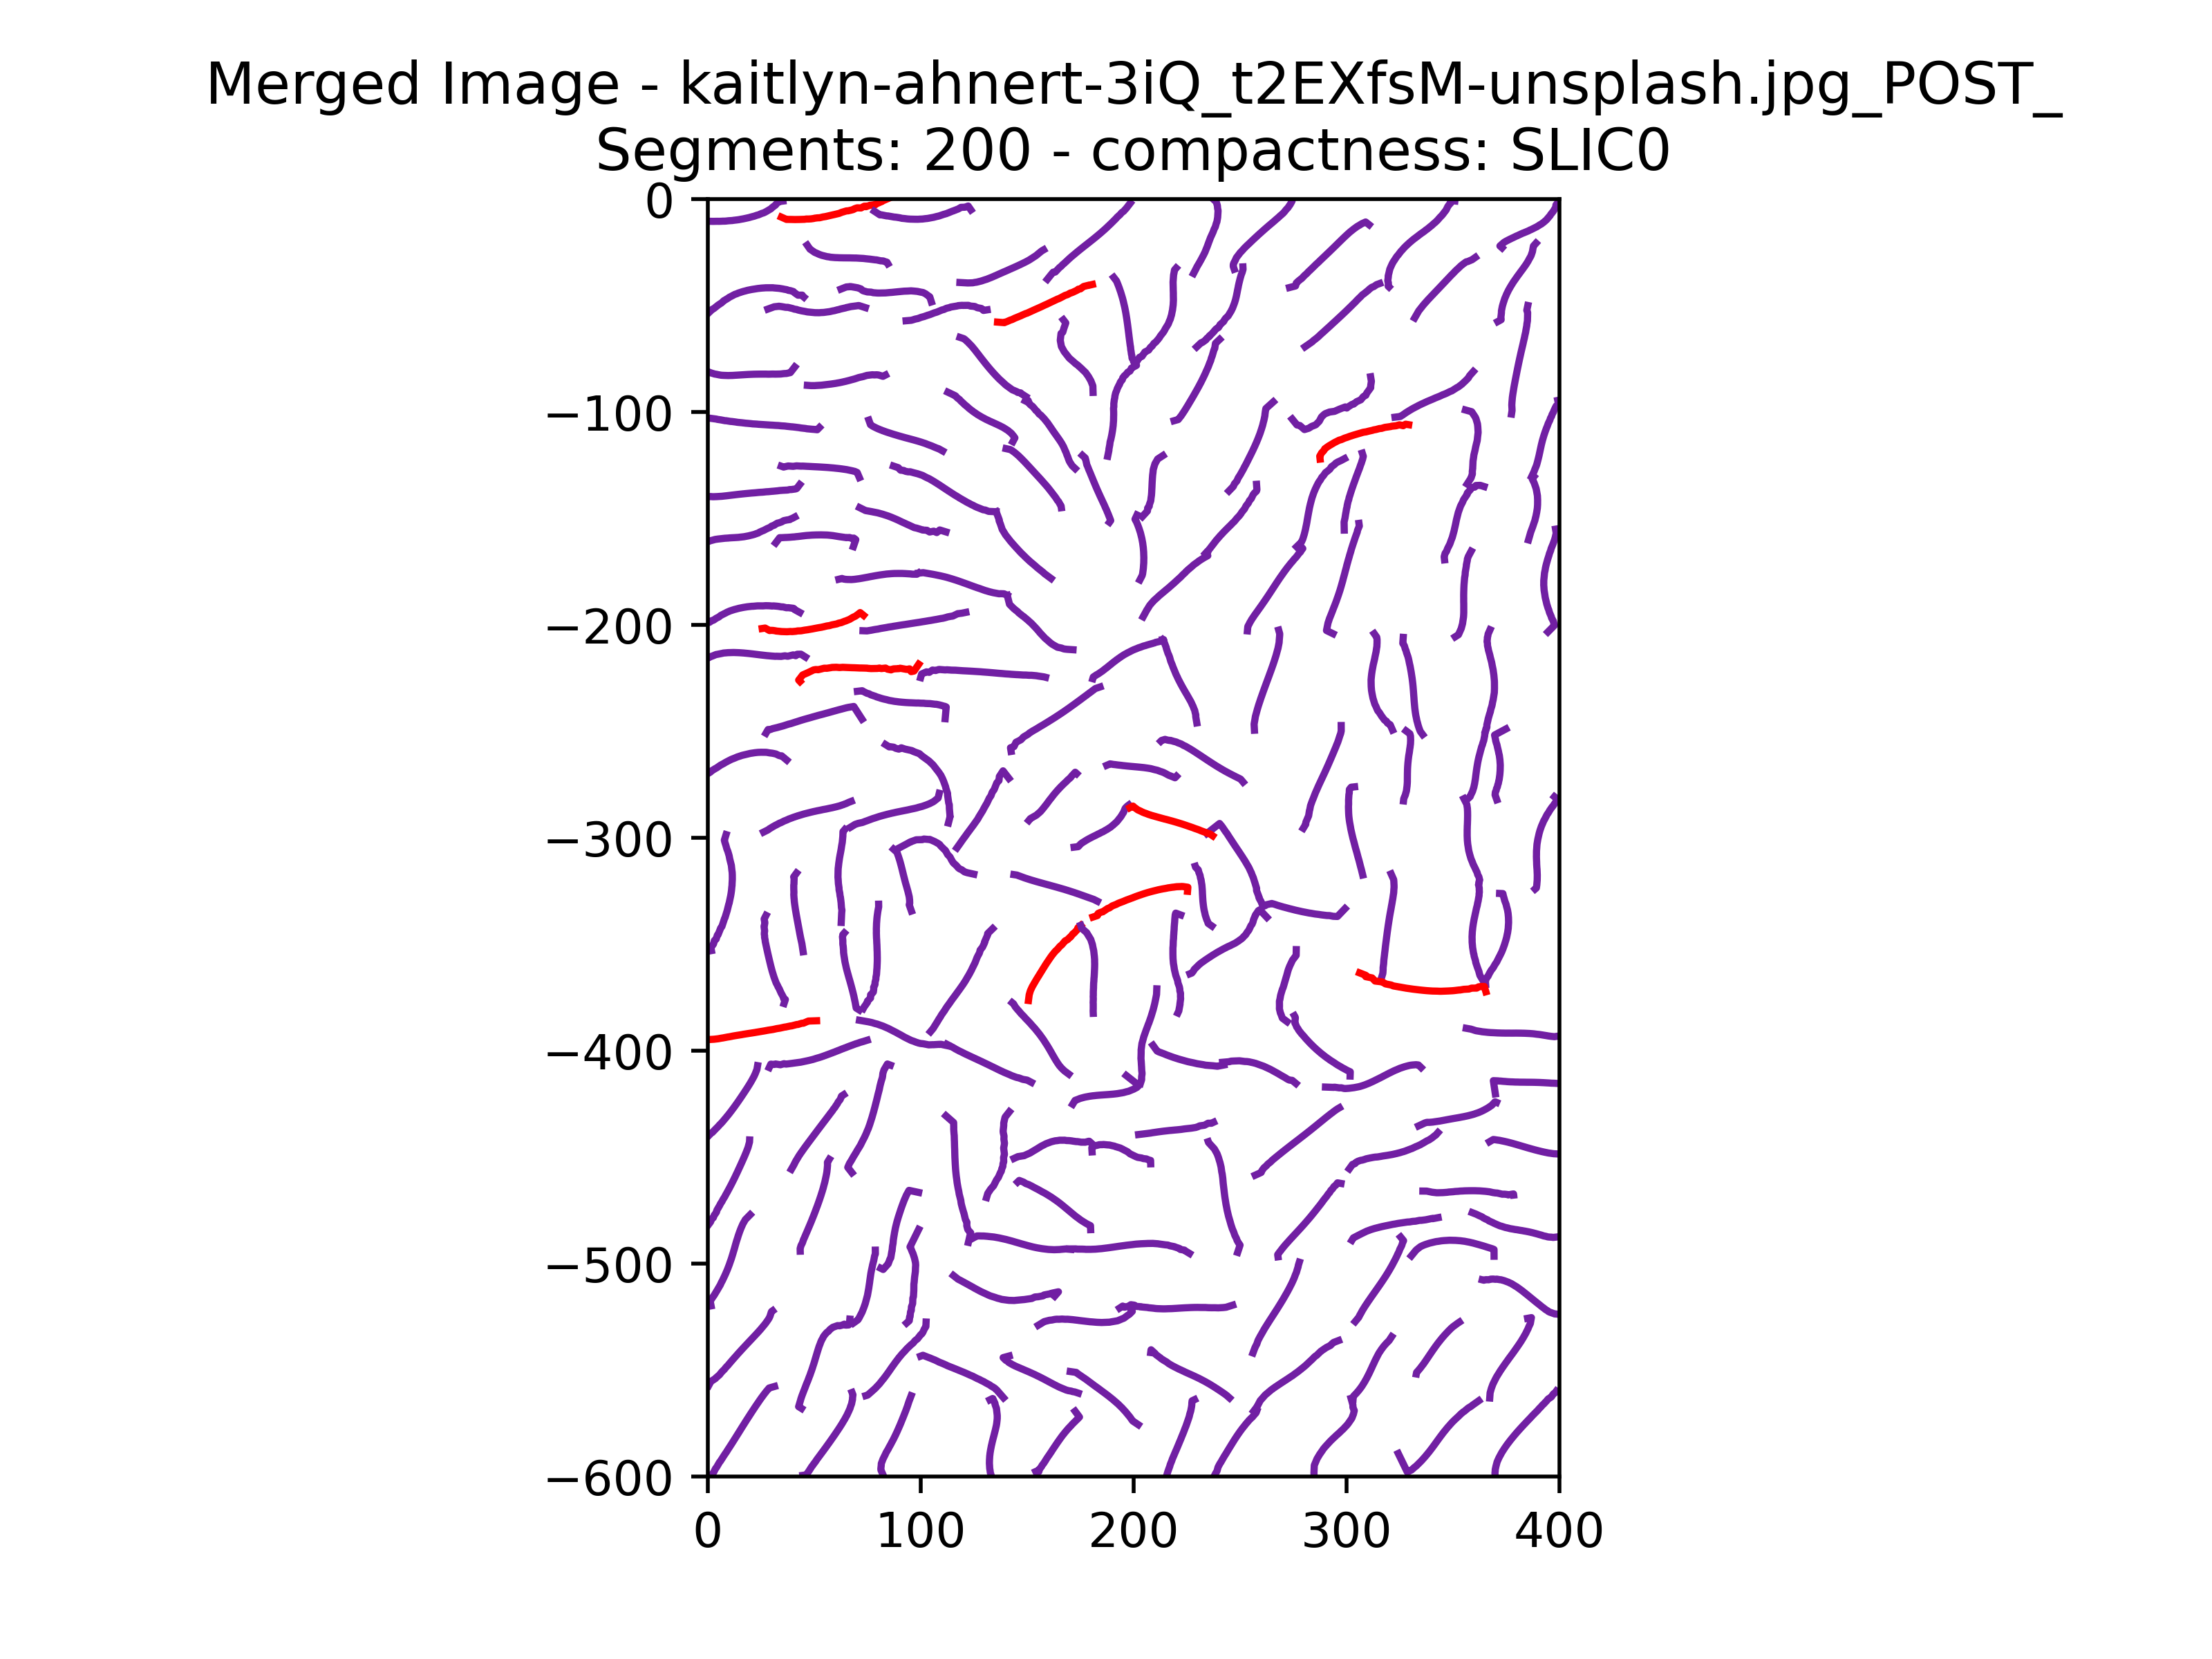 Merged Image - kaitlyn-ahnert-3iQ_t2EXfsM-unsplash.jpg_POST_
Segments: 200 - compactness: SLIC0
0
−100
−200
−300
−400
−500
−600
0 100 200 300 400